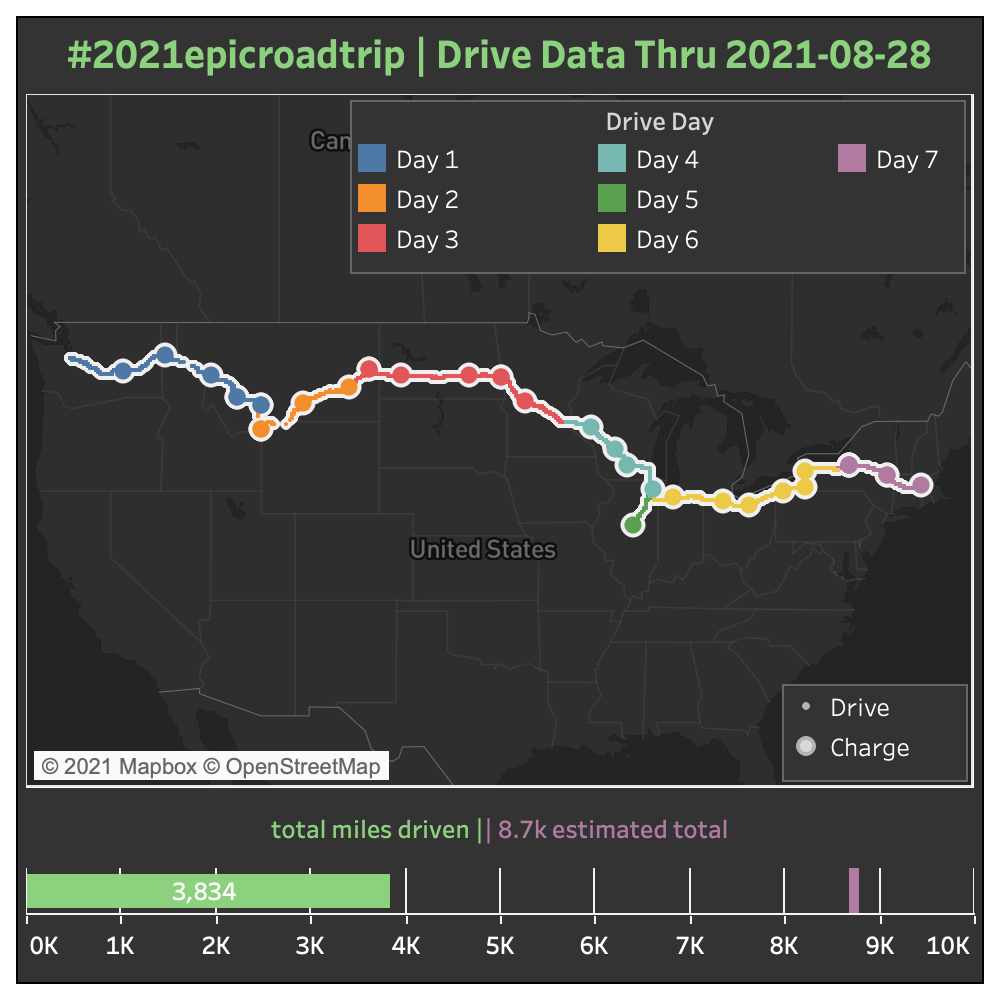 #2021epicroadtrip | Drive Data Thru 2021-08-28
Can
Drive Day
Day 1
Day 2
Day 3
Day 4
Day 5
Day 6
Day 7
United States
Drive
Charge
© 2021 Mapbox © OpenStreetMap
total miles driven || 8.7k estimated total
3,834
0K 1K 2K 3K 4K 5K 6K 7K 8K 9K 10K